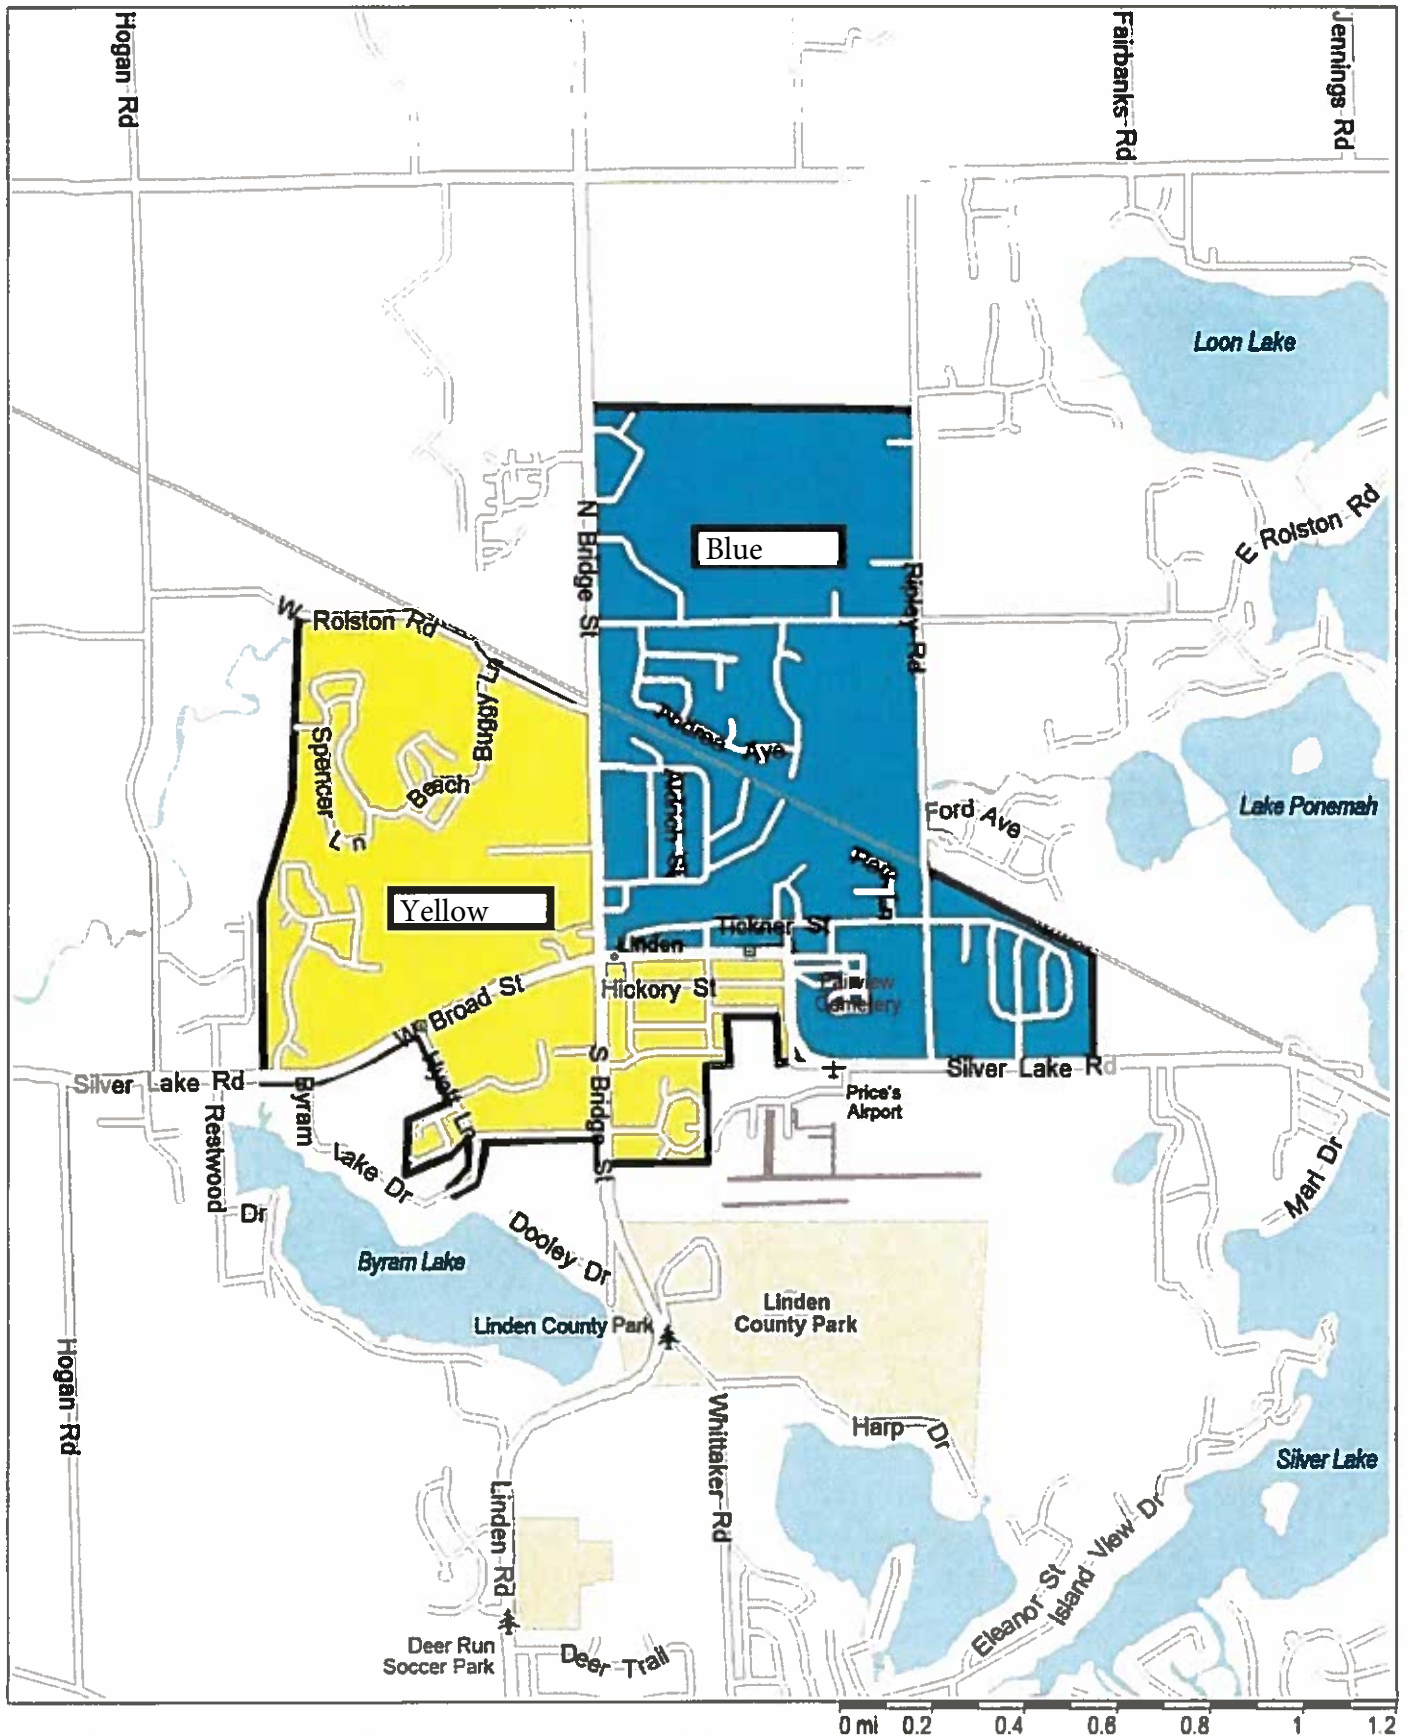 Hogan Rd
Fairbanks Rd
Jennings Rd
Loon Lake
E Rolston Rd
N Bridge St
Blue
Ripley Rd
W Rolston Rd
Buggy Ln
Spencer Ln
Beach
Ave
Ford Ave
Lake Ponemah
Yellow
Tickner St
Linden
Hickory St
Fairview
Cemetery
W Broad St
Hyatt Ln
S Bridge St
Silver Lake Rd
Silver Lake Rd
Price's
Airport
Byram
Lake Dr
Restwood
Dr
Marl Dr
Dooley Dr
Byram Lake
Linden
County Park
Linden County Park
Hogan Rd
Whittaker Rd
Harp Dr
Silver Lake
Linden Rd
Island View Dr
Eleanor St
Deer Run
Soccer Park
Deer Trail
0 mi 0.2 0.4 0.6 0.8 1 1.2